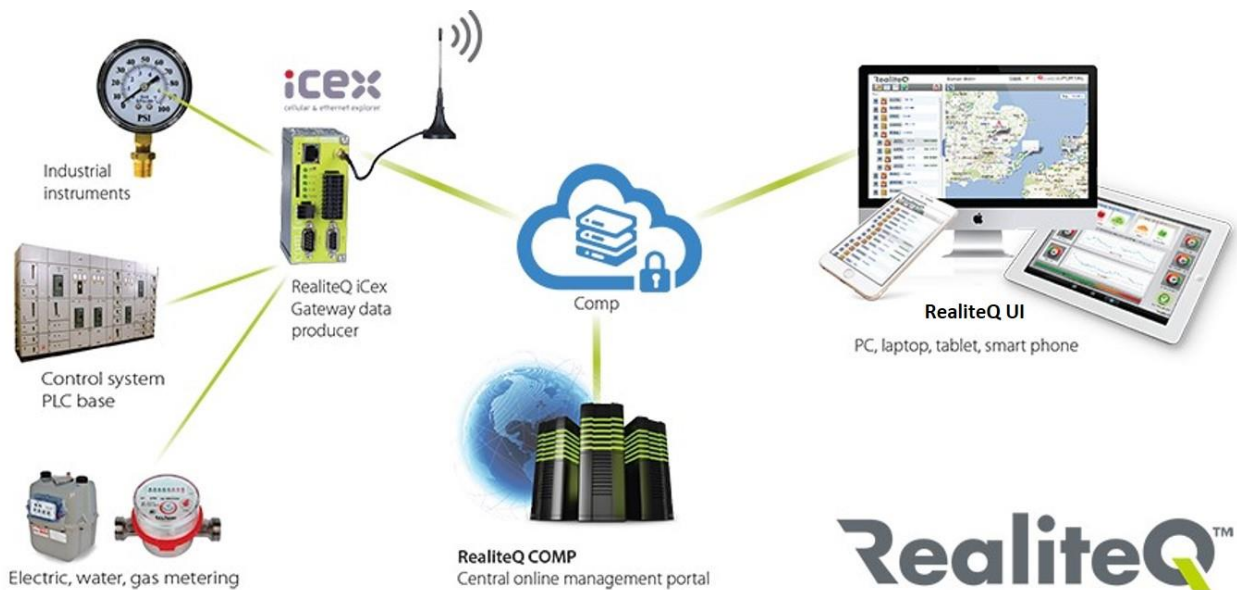 icex
cellular & ethernet explorer
PSI
Industrial
instruments
RealiteQ iCex
Gateway data
producer
Control system
PLC base
Electric, water, gas metering
Comp
RealiteQ COMP
Central online management portal
RealiteQ
RealiteQ UI
PC, laptop, tablet, smart phone
RealiteQ™